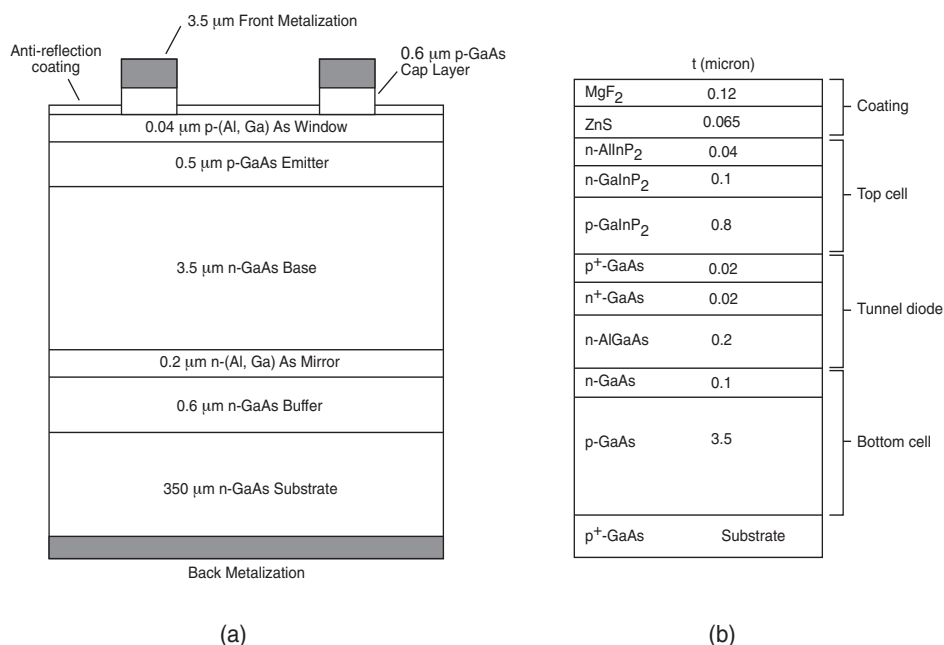 3.5 μm Front Metalization
Anti-reflection
coating
0.6 μm p-GaAs
Cap Layer
0.04 μm p-(Al, Ga) As Window
0.5 μm p-GaAs Emitter
3.5 μm n-GaAs Base
0.2 μm n-(Al, Ga) As Mirror
0.6 μm n-GaAs Buffer
350 μm n-GaAs Substrate
Back Metalization
(a)
t (micron)
MgF₂ 0.12
ZnS 0.065
Coating
n-AlInP₂ 0.04
n-GaInP₂ 0.1
p-GaInP₂ 0.8
Top cell
p⁺-GaAs 0.02
n⁺-GaAs 0.02
n-AlGaAs 0.2
Tunnel diode
n-GaAs 0.1
p-GaAs 3.5
Bottom cell
p⁺-GaAs Substrate
(b)